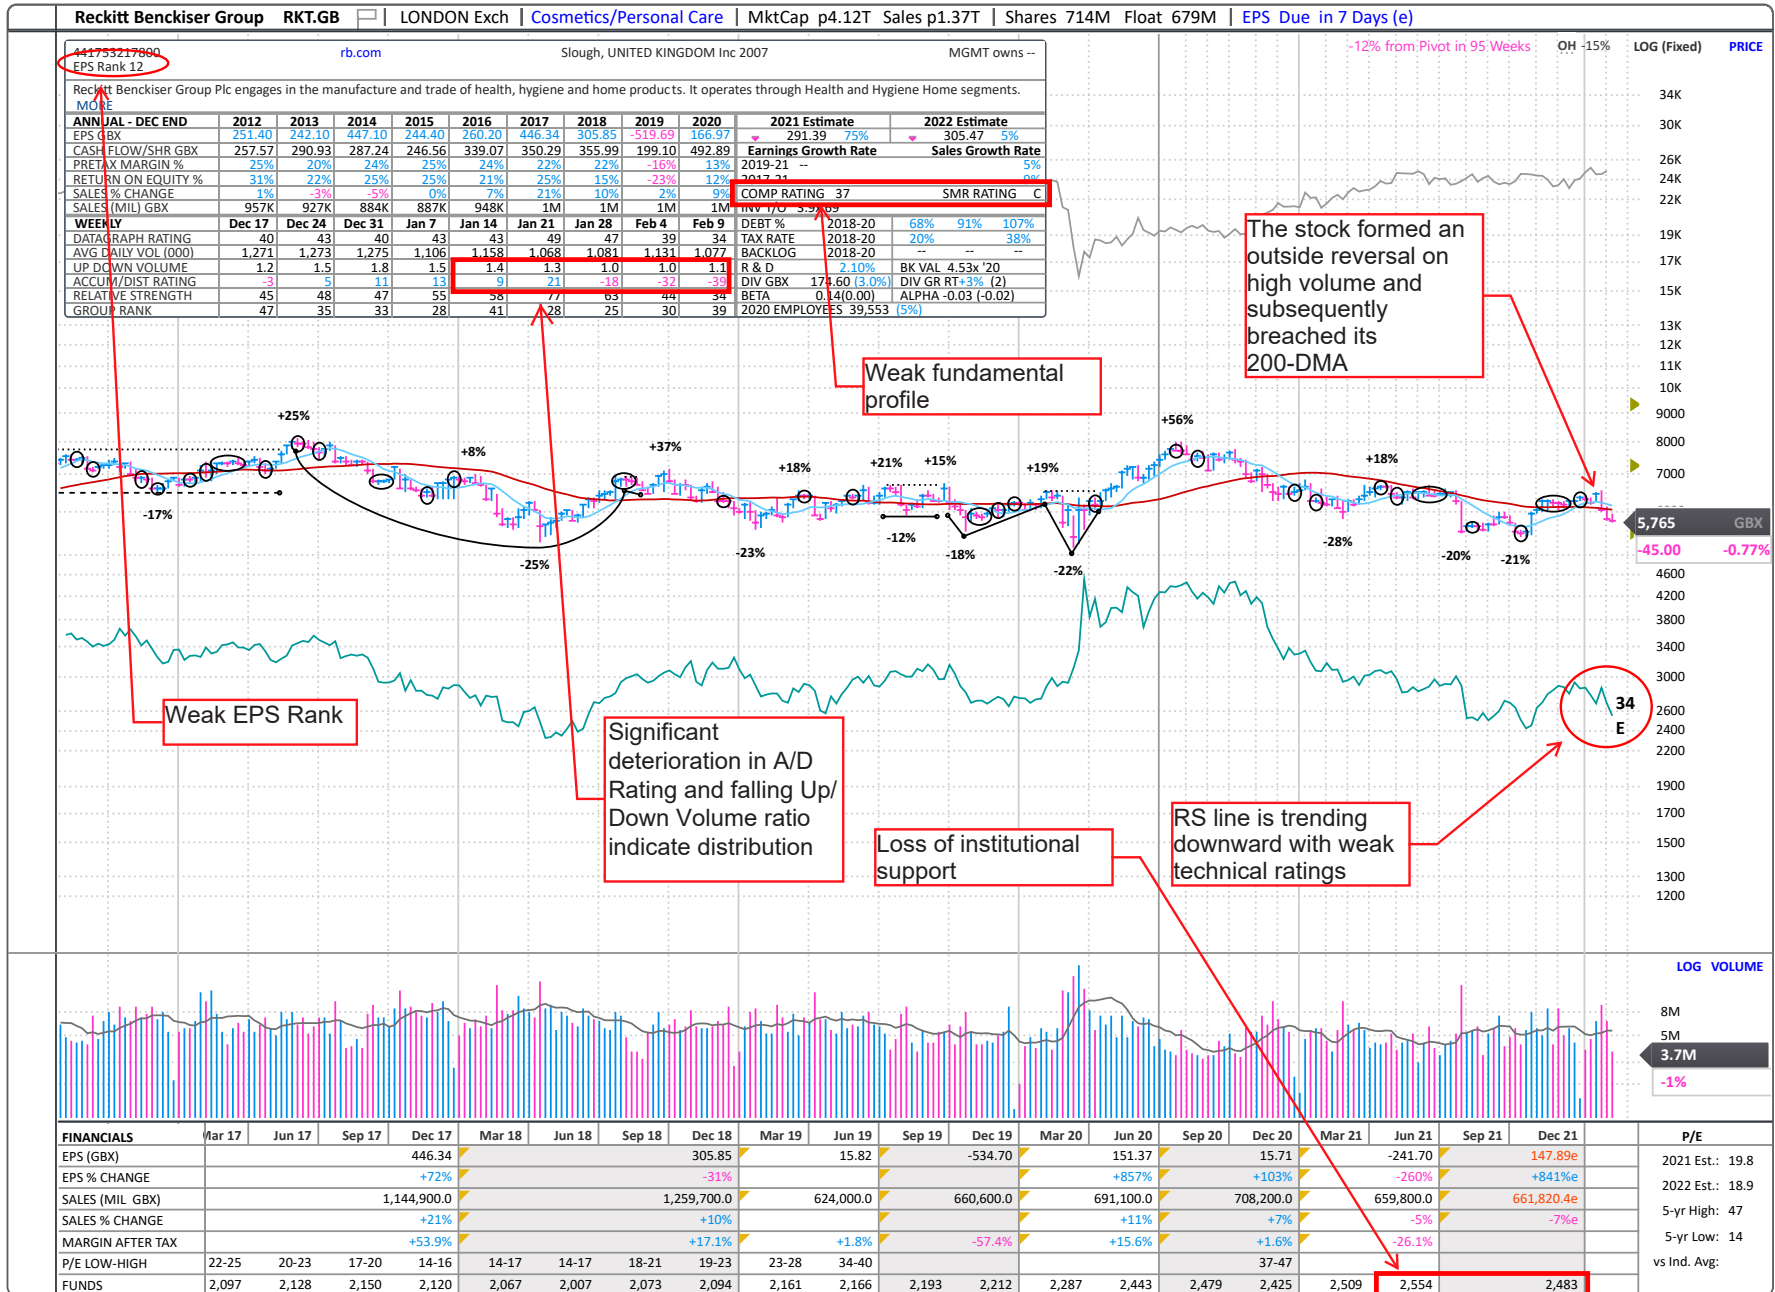 Reckitt Benckiser Group RKT.GB LONDON Exch Cosmetics/Personal Care MktCap p4.12T Sales p1.37T Shares 714M Float 679M EPS Due in 7 Days (e)
441753217800 rb.com Slough, UNITED KINGDOM Inc 2007 MGMT owns --
EPS Rank 12
-12% from Pivot in 95 Weeks OH -15% LOG (Fixed) PRICE
Reckitt Benckiser Group Plc engages in the manufacture and trade of health, hygiene and home products. It operates through Health and Hygiene Home segments.
MORE
ANNUAL - DEC END 2012 2013 2014 2015 2016 2017 2018 2019 2020 2021 Estimate 2022 Estimate
EPS GBX 251.40 242.10 447.10 244.40 260.20 446.34 305.85 -519.69 166.97 291.39 75% 305.47 5%
CASH FLOW/SHR GBX 257.57 290.93 287.24 246.56 339.07 350.29 355.99 199.10 492.89 Earnings Growth Rate Sales Growth Rate
PRETAX MARGIN % 25% 20% 24% 25% 24% 22% 22% -16% 13% 2019-21 -- 5%
RETURN ON EQUITY % 31% 22% 25% 25% 21% 25% 15% -23% 12% 2017-21 9%
SALES % CHANGE 1% -3% -5% 0% 7% 21% 10% 2% 9% COMP RATING 37 SMR RATING C
SALES (MIL) GBX 957K 927K 884K 887K 948K 1M 1M 1M 1M INV T/O
WEEKLY Dec 17 Dec 24 Dec 31 Jan 7 Jan 14 Jan 21 Jan 28 Feb 4 Feb 9 DEBT % 2018-20 68% 91% 107%
DATAGRAPH RATING 40 43 40 43 43 49 47 39 34 TAX RATE 2018-20 20% 38%
AVG DAILY VOL (000) 1,271 1,273 1,275 1,106 1,158 1,068 1,081 1,131 1,077 BACKLOG 2018-20 -- -- --
UP DOWN VOLUME 1.2 1.5 1.8 1.5 1.4 1.3 1.0 1.0 1.1 R & D 2.10% BK VAL 4.53x '20
ACCUM/DIST RATING -3 5 11 13 9 21 -18 -32 -39 DIV GBX 174.60 (3.0%) DIV GR RT +3% (2)
RELATIVE STRENGTH 45 48 47 55 58 77 63 44 34 BETA 0.14(0.00) ALPHA -0.03 (-0.02)
GROUP RANK 47 35 33 28 41 28 25 30 39 2020 EMPLOYEES 39,553 (5%)
34K
30K
26K
24K
22K
19K
17K
15K
13K
12K
11K
10K
9000
8000
7000
4600
4200
3800
3400
3000
2600
2400
2200
1900
1700
1500
1300
1200
The stock formed an
outside reversal on
high volume and
subsequently
breached its
200-DMA
Weak fundamental
profile
+25%
-17%
+8%
-25%
+37%
-23%
+18%
+21%
-12%
+15%
-18%
+19%
-22%
+56%
-28%
+18%
-20%
-21%
5,765 GBX
-45.00 -0.77%
Weak EPS Rank
Significant
deterioration in A/D
Rating and falling Up/
Down Volume ratio
indicate distribution
Loss of institutional
support
RS line is trending
downward with weak
technical ratings
34
E
LOG VOLUME
8M
5M
3.7M
-1%
FINANCIALS Mar 17 Jun 17 Sep 17 Dec 17 Mar 18 Jun 18 Sep 18 Dec 18 Mar 19 Jun 19 Sep 19 Dec 19 Mar 20 Jun 20 Sep 20 Dec 20 Mar 21 Jun 21 Sep 21 Dec 21 P/E
EPS (GBX) 446.34 305.85 15.82 -534.70 151.37 15.71 -241.70 147.89e
EPS % CHANGE +72% -31% +857% +103% -260% +841%e
SALES (MIL GBX) 1,144,900.0 1,259,700.0 624,000.0 660,600.0 691,100.0 708,200.0 659,800.0 661,820.4e
SALES % CHANGE +21% +10% +11% +7% -5% -7%e
MARGIN AFTER TAX +53.9% +17.1% +1.8% -57.4% +15.6% +1.6% -26.1%
P/E LOW-HIGH 22-25 20-23 17-20 14-16 14-17 14-17 18-21 19-23 23-28 34-40 37-47
FUNDS 2,097 2,128 2,150 2,120 2,067 2,007 2,073 2,094 2,161 2,166 2,193 2,212 2,287 2,443 2,479 2,425 2,509 2,554 2,483
2021 Est.: 19.8
2022 Est.: 18.9
5-yr High: 47
5-yr Low: 14
vs Ind. Avg: